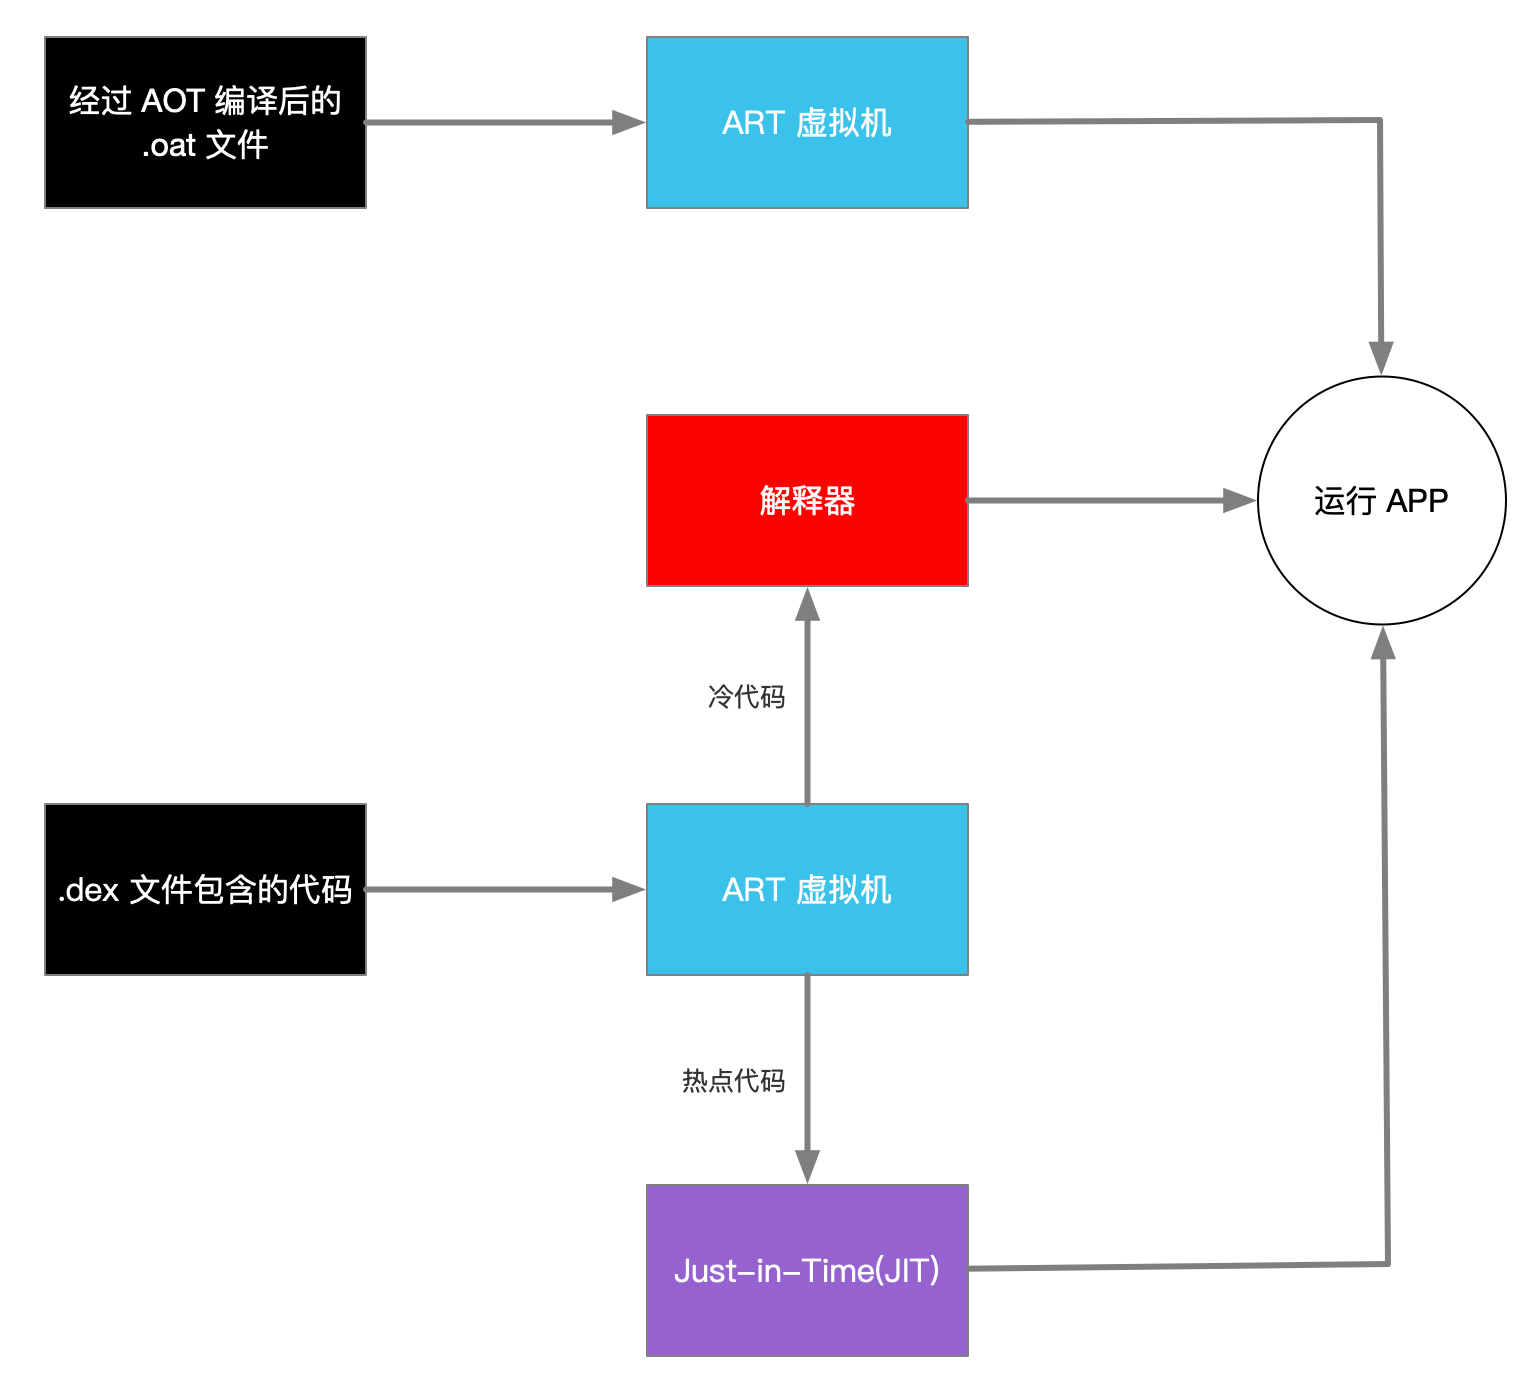 经过 AOT 编译后的
.oat 文件
ART 虚拟机
解释器
运行 APP
冷代码
.dex 文件包含的代码
ART 虚拟机
热点代码
Just-in-Time(JIT)